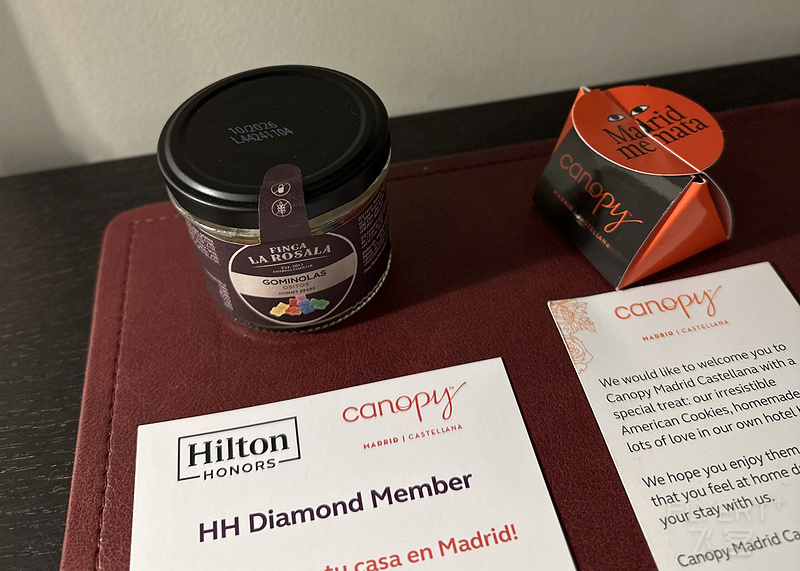 10/2026
L44241104
FINCA
LA ROSALA
GOMINOLAS
OSITOS
GUMMY BEARS
Madrid
me mata
canopy
MADRID | CASTELLANA
canopy
MADRID | CASTELLANA
We would like to welcome you to
Canopy Madrid Castellana with a
special treat: our irresistible
American Cookies, homemade
lots of love in our own hotel
We hope you enjoy them
that you feel at home
your stay with us.
Canopy Madrid
Hilton
HONORS
canopy
MADRID | CASTELLANA
HH Diamond Member
tu casa en Madrid!